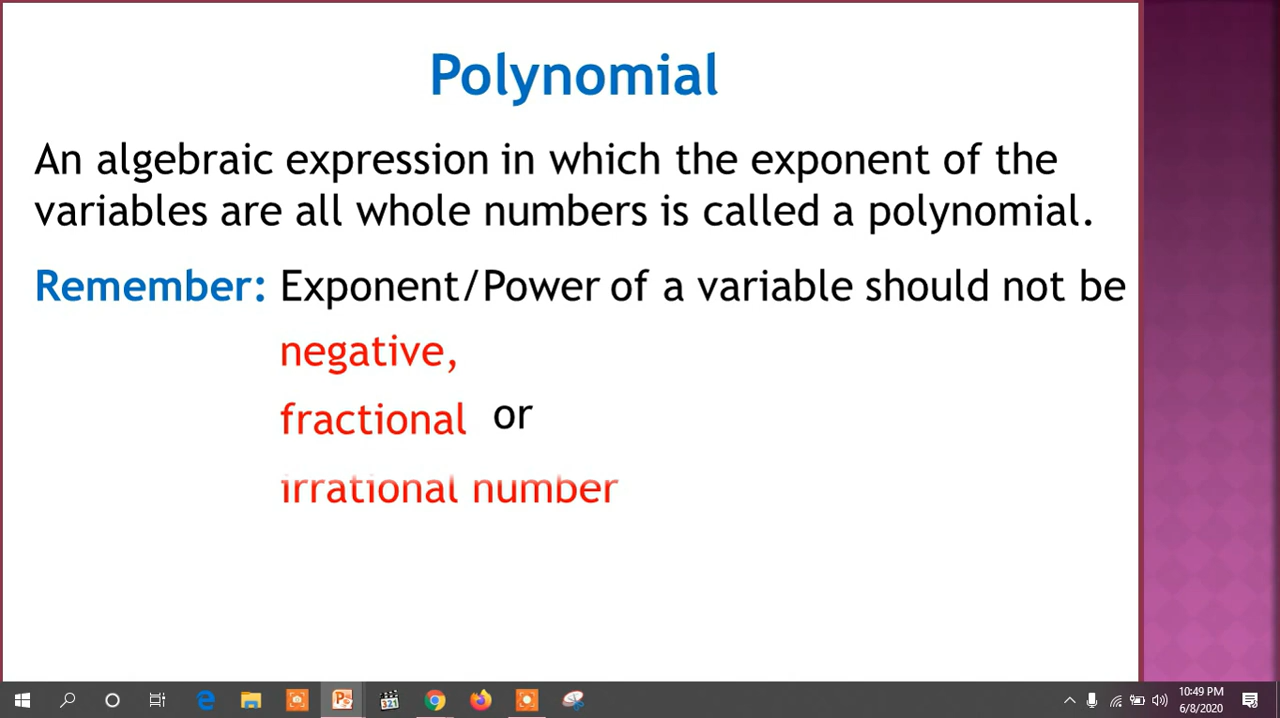 Polynomial
An algebraic expression in which the exponent of the
variables are all whole numbers is called a polynomial.
Remember: Exponent/Power of a variable should not be
negative,
fractional or
irrational number
321
10:49 PM
6/8/2020